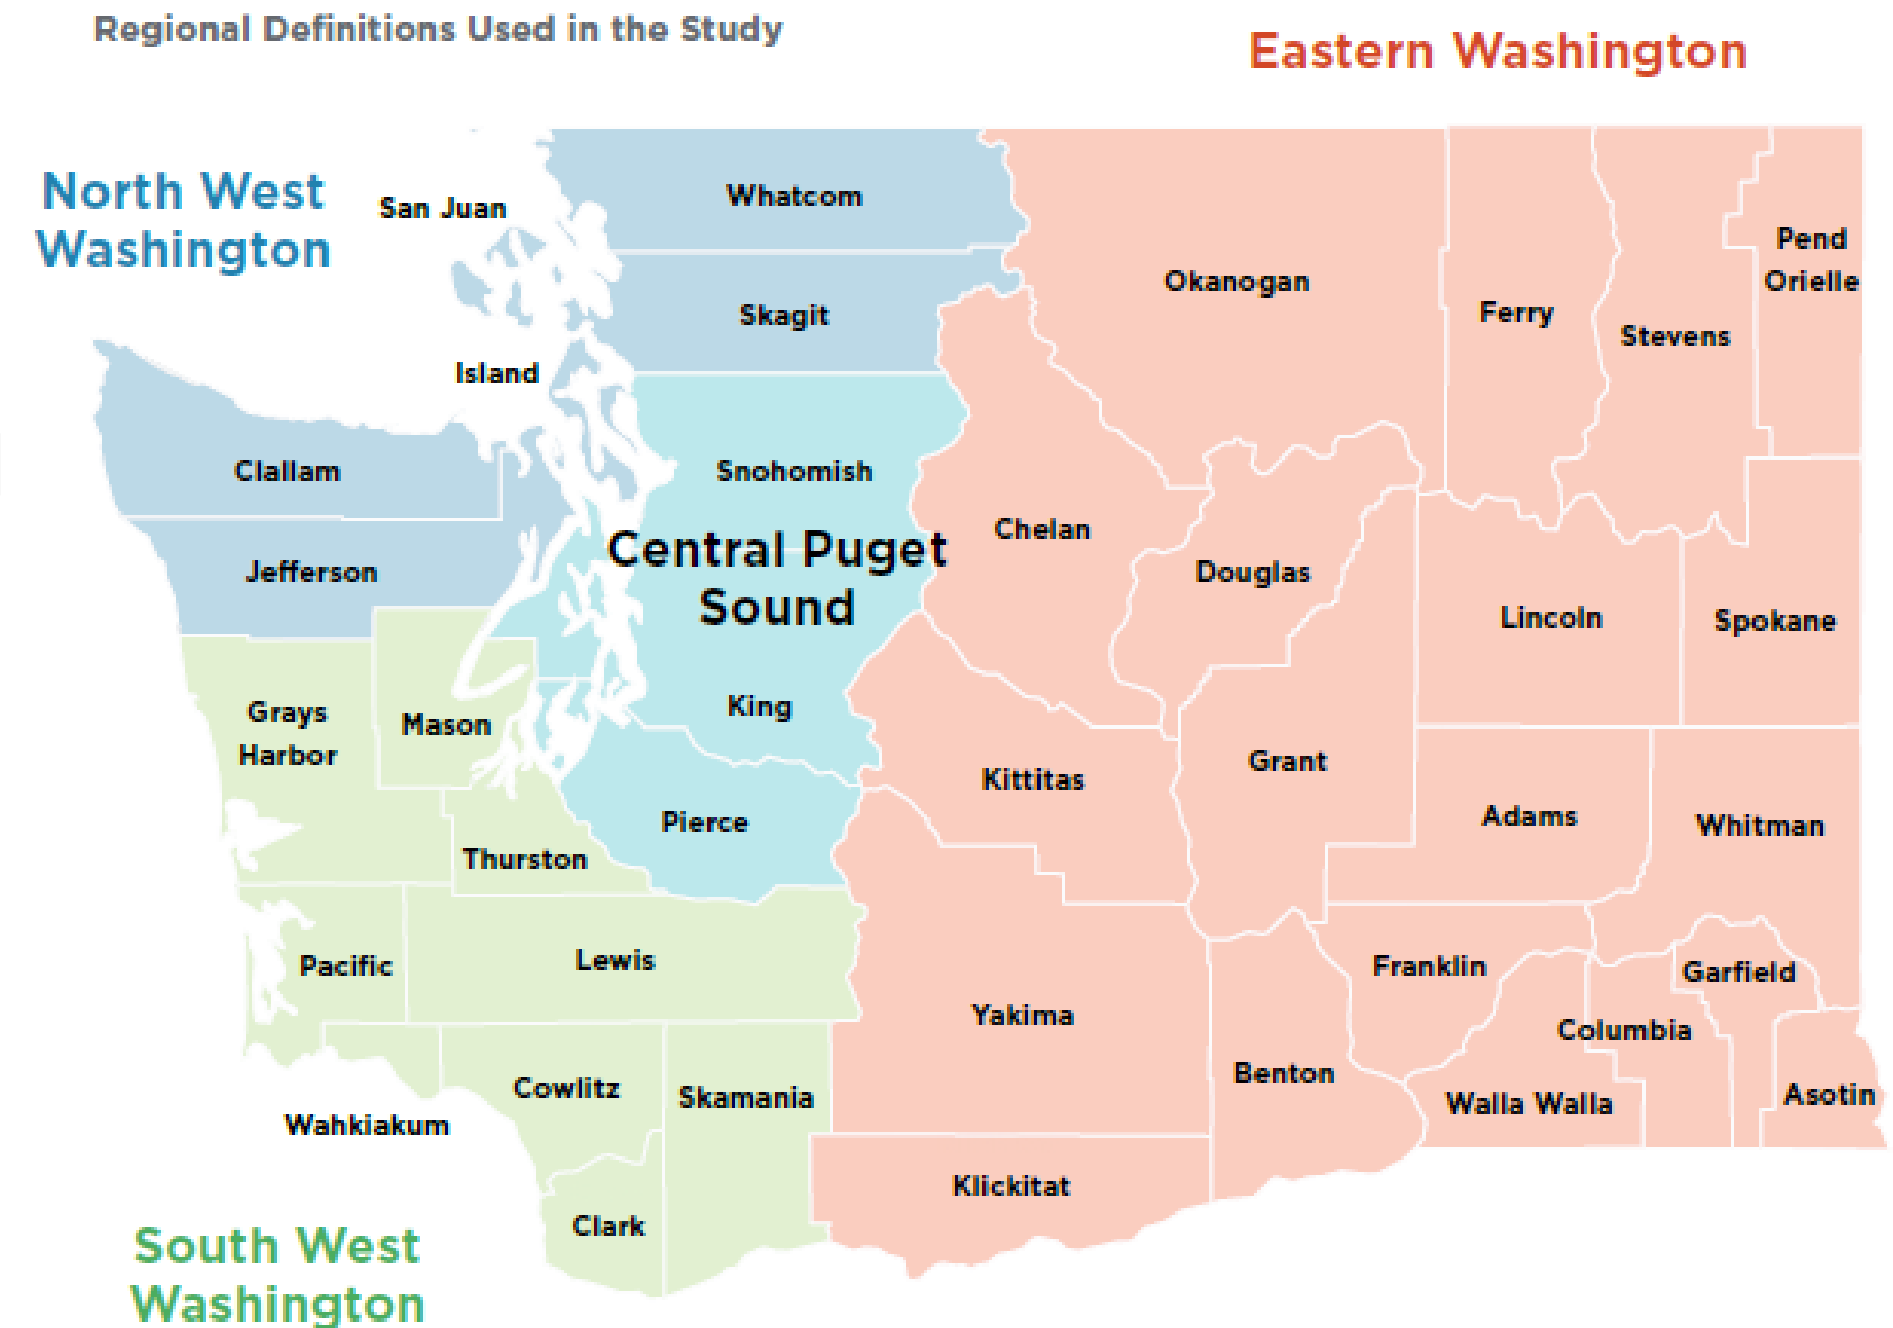 Regional Definitions Used in the Study
Eastern Washington
North West
Washington
San Juan
Whatcom
Okanogan
Pend
Orielle
Ferry
Stevens
Skagit
Island
Clallam
Snohomish
Central Puget
Sound
Chelan
Jefferson
Douglas
Lincoln
Spokane
Grays
Harbor
Mason
King
Kittitas
Grant
Adams
Whitman
Pierce
Thurston
Pacific
Lewis
Yakima
Franklin
Garfield
Columbia
Benton
Walla Walla
Asotin
Cowlitz
Skamania
Wahkiakum
Klickitat
Clark
South West
Washington